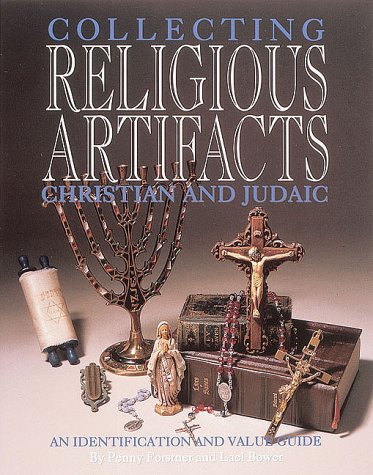 COLLECTING
RELIGIOUS
ARTIFACTS
CHRISTIAN AND JUDAIC
AN IDENTIFICATION AND VALUE GUIDE
By Penny Forstner and Lael Bower